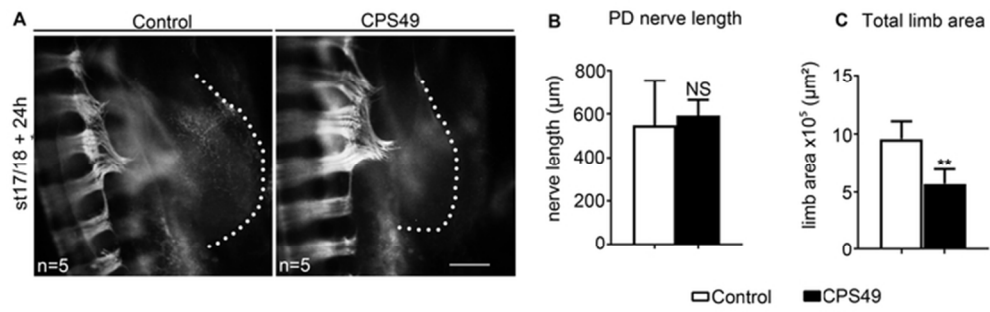 A
Control
CPS49
st17/18 + 24h
n=5
n=5
B
PD nerve length
nerve length (μm)
800
600
400
200
0
NS
C
Total limb area
limb area x10⁵ (μm²)
15
10
5
0
**
Control
CPS49